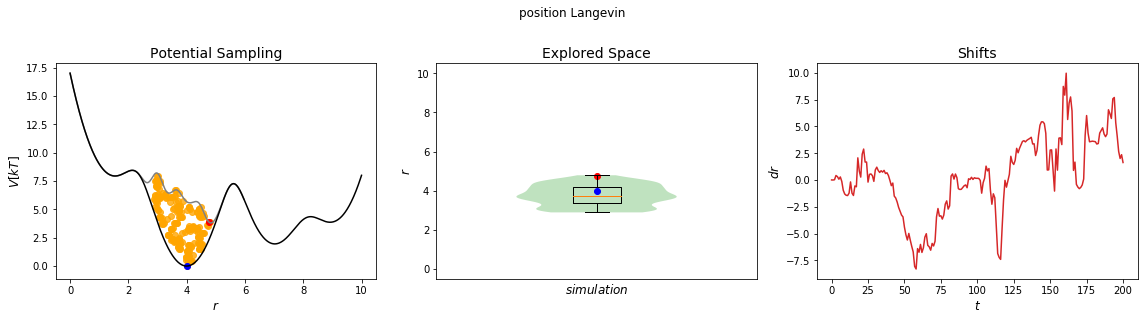 position Langevin
Potential Sampling
V[kT]
17.5
15.0
12.5
10.0
7.5
5.0
2.5
0.0
0 2 4 6 8 10
r
Explored Space
r
10
8
6
4
2
0
simulation
Shifts
dr
10.0
7.5
5.0
2.5
0.0
−2.5
−5.0
−7.5
0 25 50 75 100 125 150 175 200
t